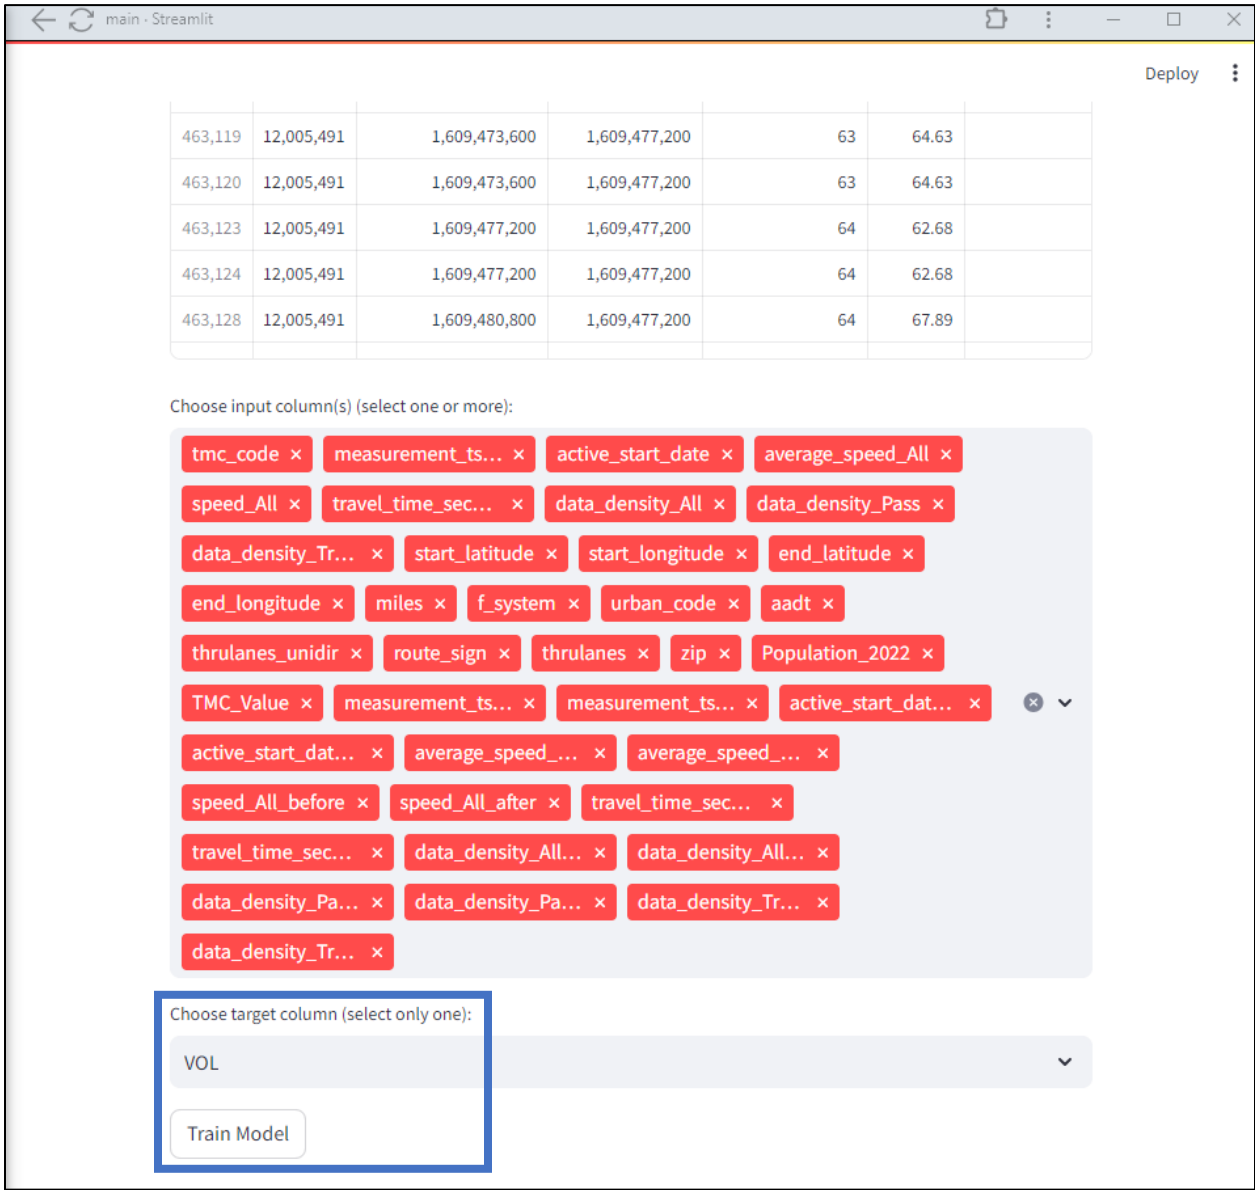 main - Streamlit
Deploy
463,119 12,005,491 1,609,473,600 1,609,477,200 63 64.63
463,120 12,005,491 1,609,473,600 1,609,477,200 63 64.63
463,123 12,005,491 1,609,477,200 1,609,477,200 64 62.68
463,124 12,005,491 1,609,477,200 1,609,477,200 64 62.68
463,128 12,005,491 1,609,480,800 1,609,477,200 64 67.89
Choose input column(s) (select one or more):
tmc_code × measurement_ts... × active_start_date × average_speed_All ×
speed_All × travel_time_sec... × data_density_All × data_density_Pass ×
data_density_Tr... × start_latitude × start_longitude × end_latitude ×
end_longitude × miles × f_system × urban_code × aadt ×
thrulanes_unidir × route_sign × thrulanes × zip × Population_2022 ×
TMC_Value × measurement_ts... × measurement_ts... × active_start_dat... ×
active_start_dat... × average_speed_... × average_speed_... ×
speed_All_before × speed_All_after × travel_time_sec... ×
travel_time_sec... × data_density_All... × data_density_All... ×
data_density_Pa... × data_density_Pa... × data_density_Tr... ×
data_density_Tr... ×
Choose target column (select only one):
VOL
Train Model